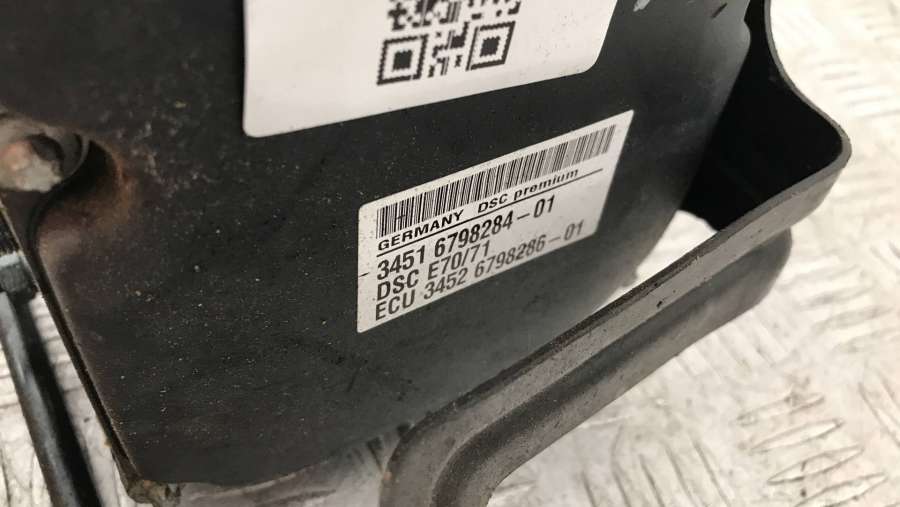 GERMANY DSC premium
3451 6798284-01
DSC E70/71
ECU 3452 6798286-01